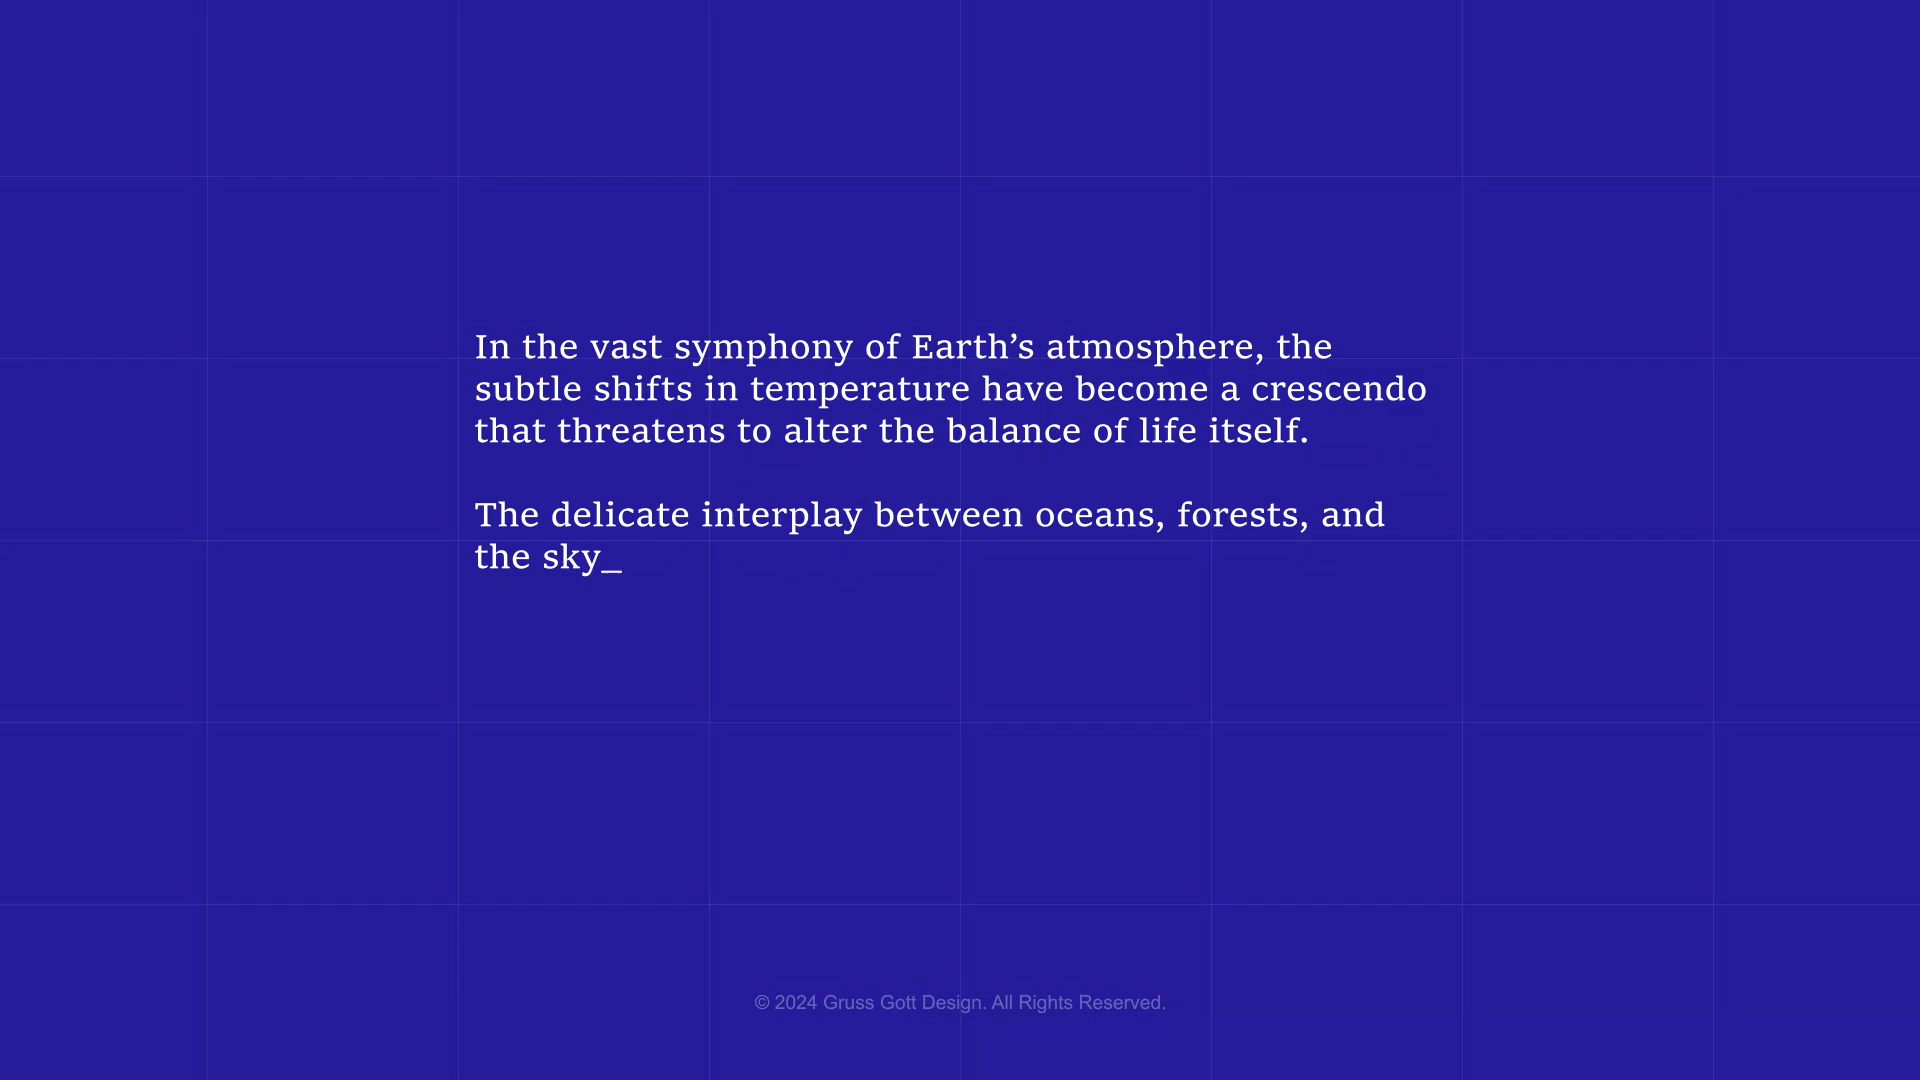 In the vast symphony of Earth’s atmosphere, the
subtle shifts in temperature have become a crescendo
that threatens to alter the balance of life itself.
The delicate interplay between oceans, forests, and
the sky_
© 2024 Gruss Gott Design. All Rights Reserved.